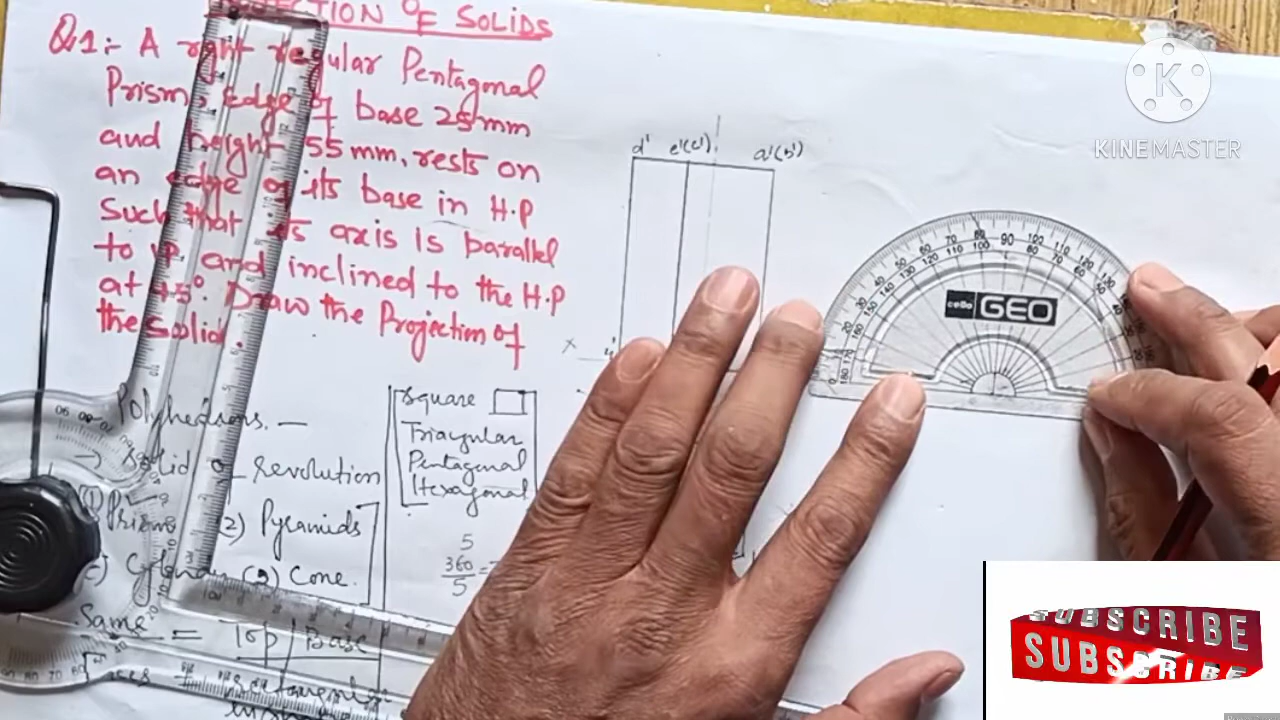 OF SOLIDS
Q1:- A right regular Pentagonal
Prism, edge of base 25mm
and height 55mm, rests on
an edge of its base in H.P
Such that its axis is parallel
to V.P. and inclined to the H.P
at 45°. Draw the Projection of
the solid.
Polyhedrons. —
→ Solid of revolution
(1) Prisms (2) Pyramids
Cylinder (2) Cone.
Same = Top | Base
Square
Triangular
Pentagonal
Hexagonal
5
360
5
d' e'(c') a'(b')
X
cello GEO
K
KINEMASTER
SUBSCRIBE
SUBSCRIBE